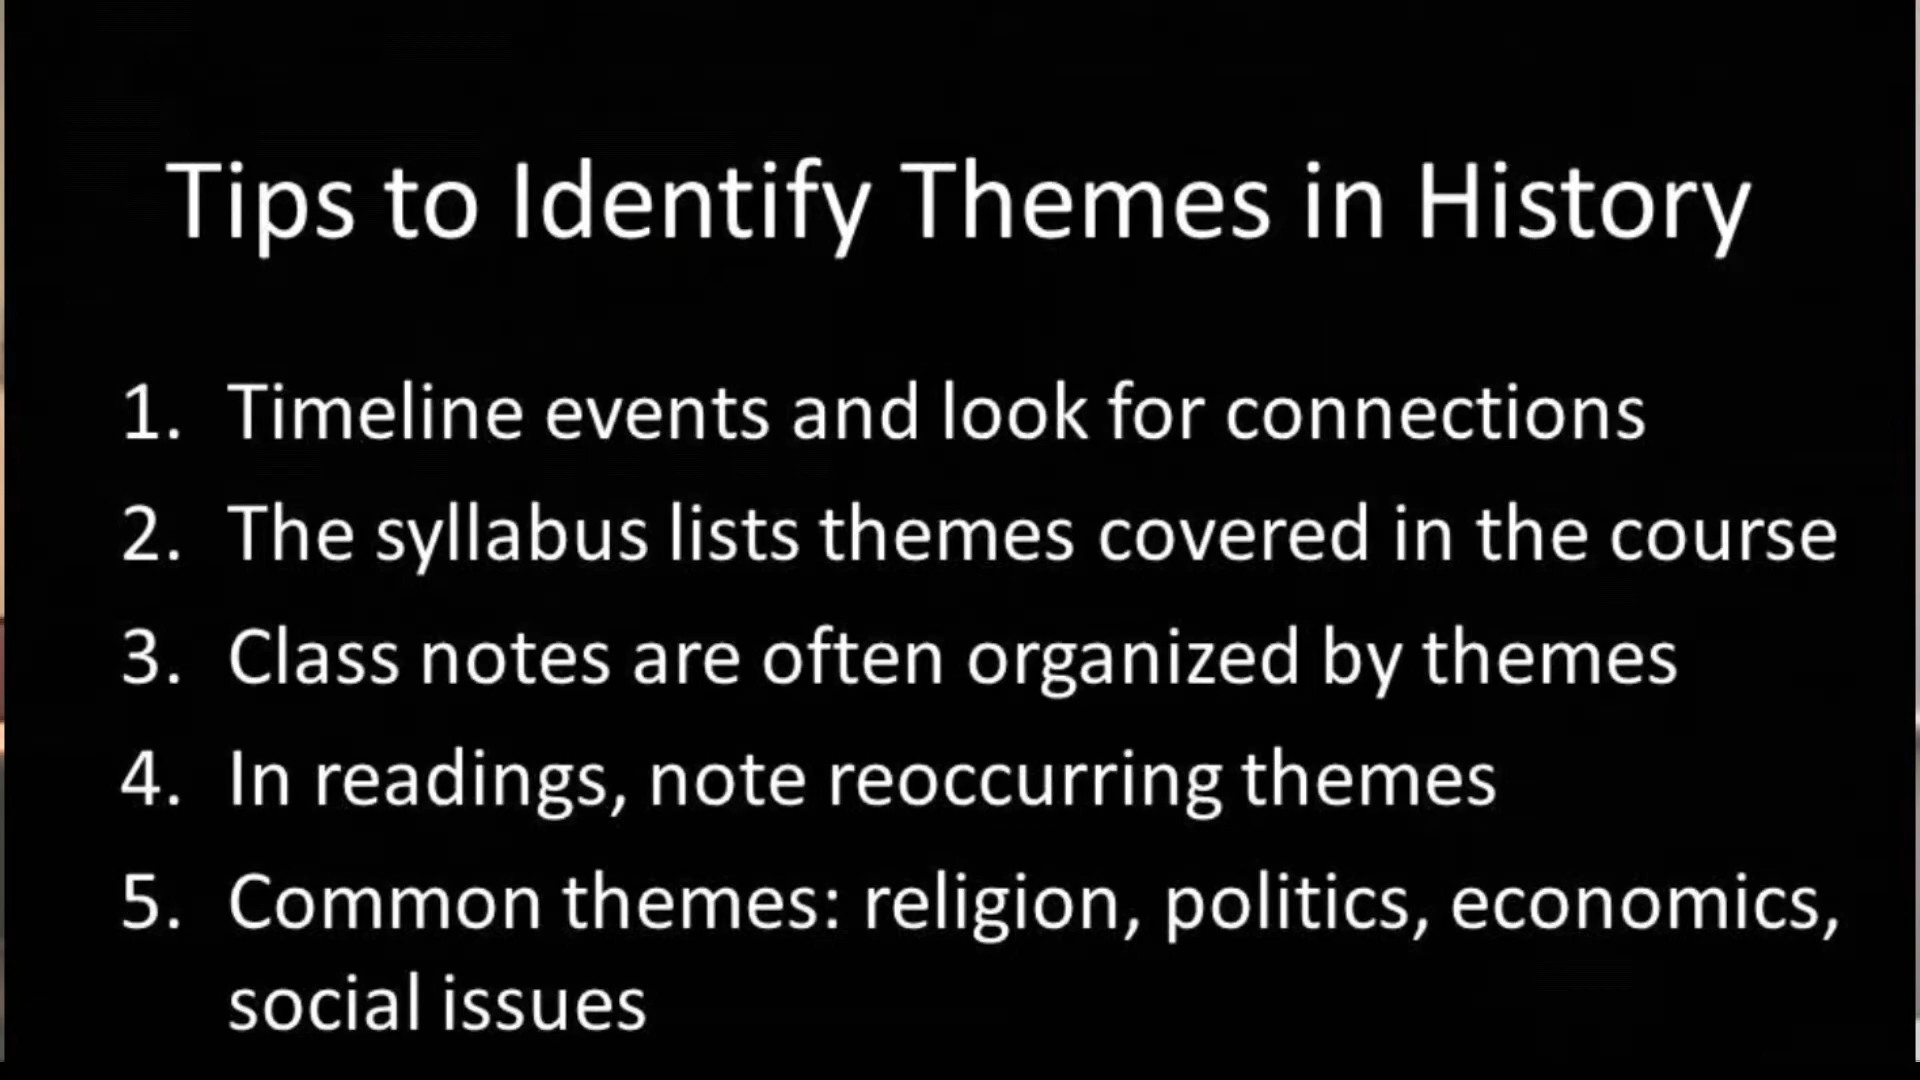 Tips to Identify Themes in History
1. Timeline events and look for connections
2. The syllabus lists themes covered in the course
3. Class notes are often organized by themes
4. In readings, note reoccurring themes
5. Common themes: religion, politics, economics,
social issues